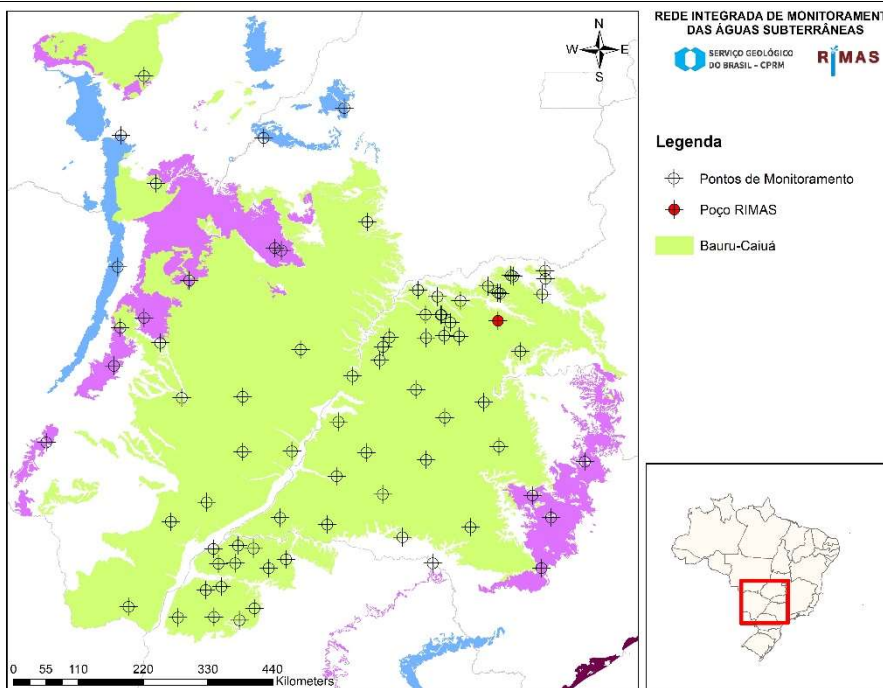 REDE INTEGRADA DE MONITORAMENT
DAS ÁGUAS SUBTERRÂNEAS
SERVIÇO GEOLÓGICO
DO BRASIL – CPRM
RIMAS
N
W E
S
Legenda
Pontos de Monitoramento
Poço RIMAS
Bauru-Caiuá
0 55 110 220 330 440
Kilometers